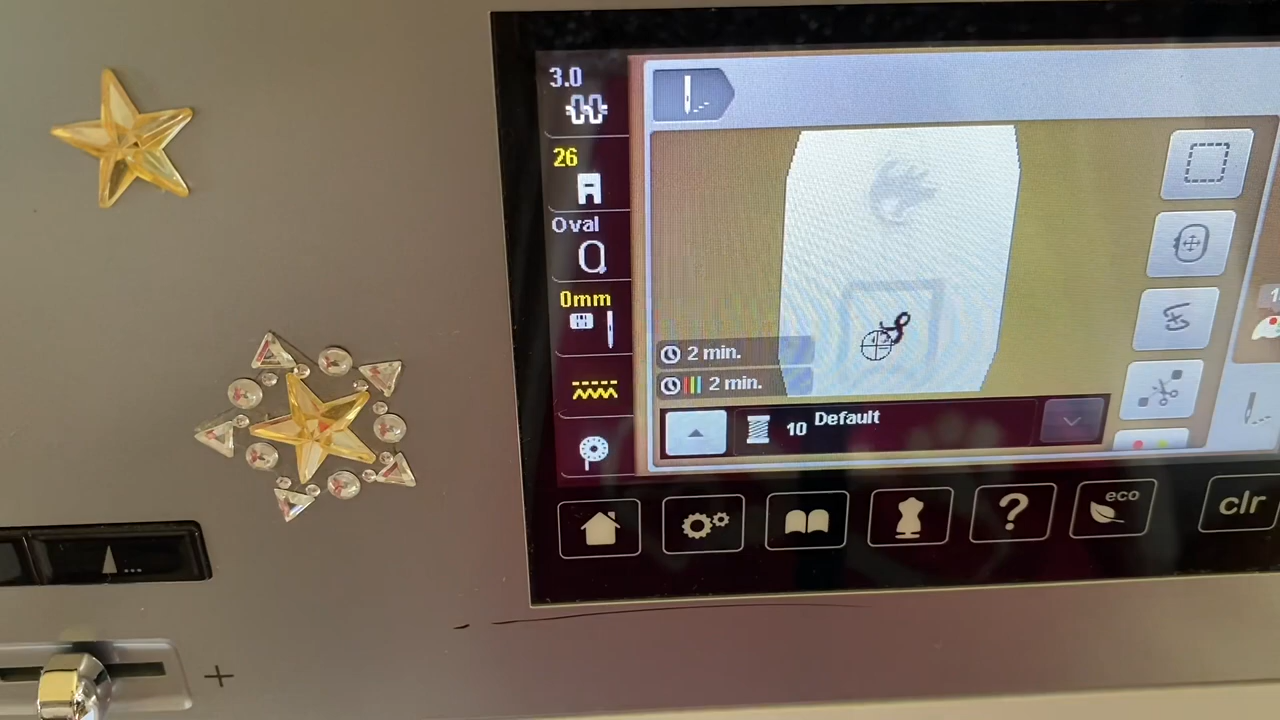 3.0
26
Oval
0mm
2 min.
2 min.
10 Default
?
eco
clr
+